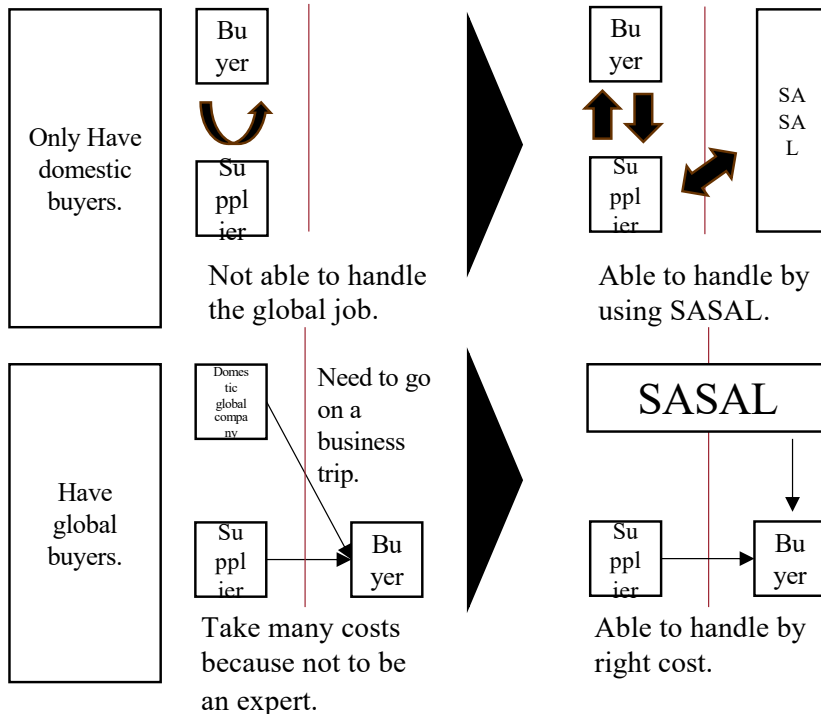 Only Have
domestic
buyers.
Bu
yer
Su
ppl
ier
Not able to handle
the global job.
Bu
yer
Su
ppl
ier
SA
SA
L
Able to handle by
using SASAL.
Have
global
buyers.
Domes
tic
global
compa
ny
Need to go
on a
business
trip.
Su
ppl
ier
Bu
yer
Take many costs
because not to be
an expert.
SASAL
Su
ppl
ier
Bu
yer
Able to handle by
right cost.